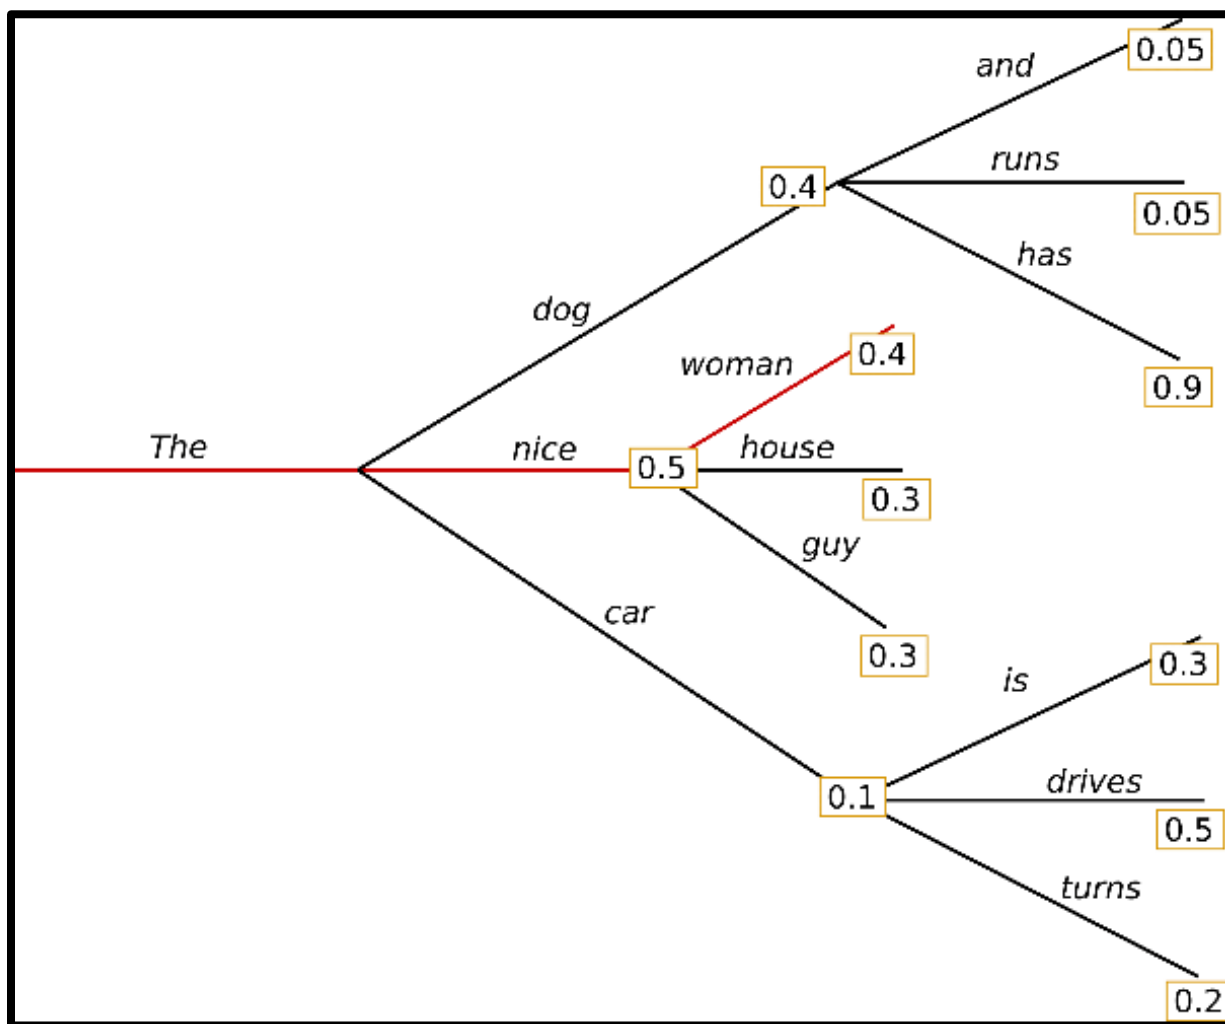 0.05
and
runs
0.4
0.05
has
dog
woman
0.4
0.9
The
nice
0.5
house
0.3
guy
car
0.3
is
0.3
drives
0.1
0.5
turns
0.2